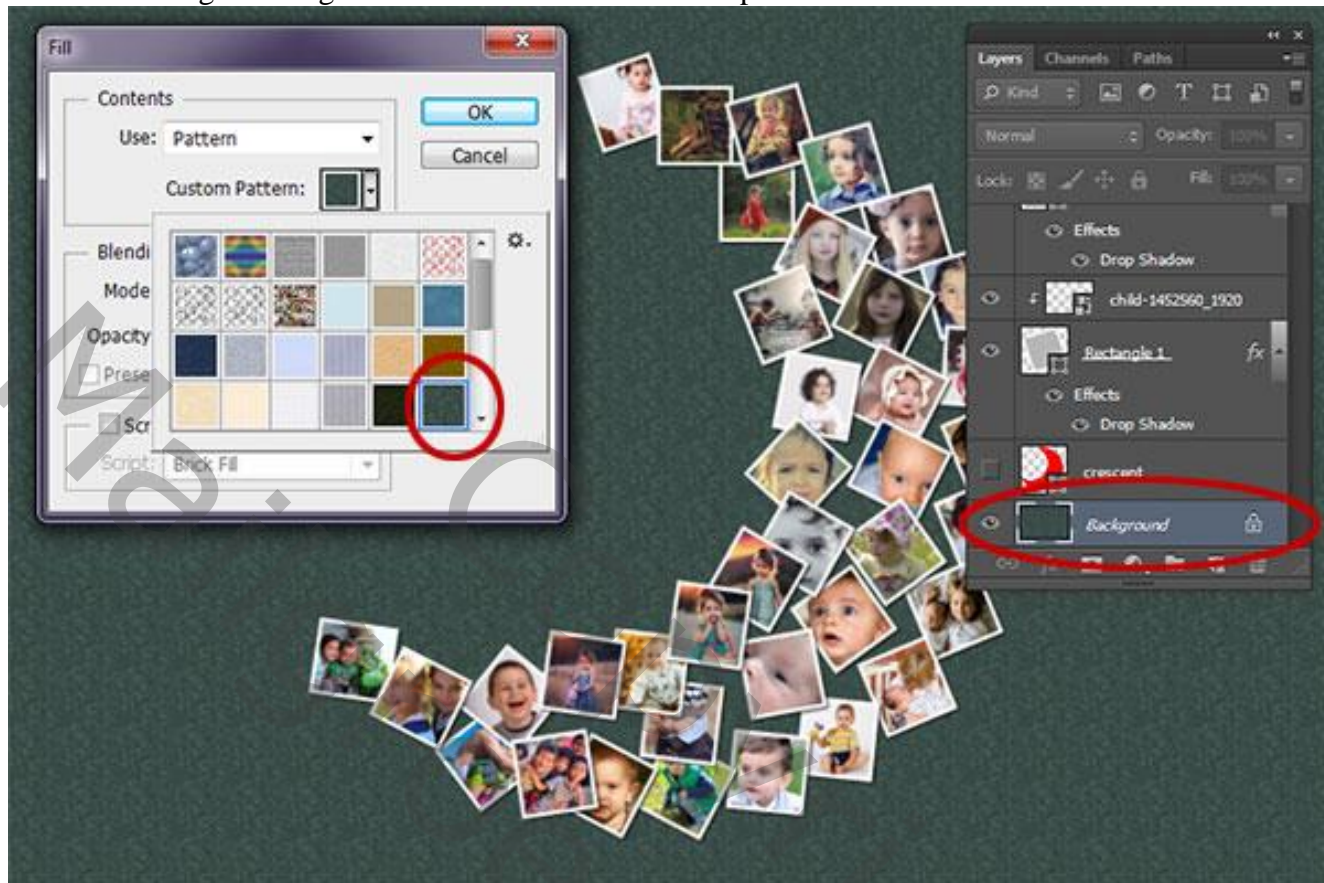 Fill
Contents
Use: Pattern
Custom Pattern:
OK
Cancel
Blendi
Mode
Opacity
Prese
Scr
Script: Brick Fill
Layers Channels Paths
Kind
Normal Opacity: 100%
Lock: Fill: 100%
Effects
Drop Shadow
child-1452560_1920
Rectangle 1 fx
Effects
Drop Shadow
crescent
Background